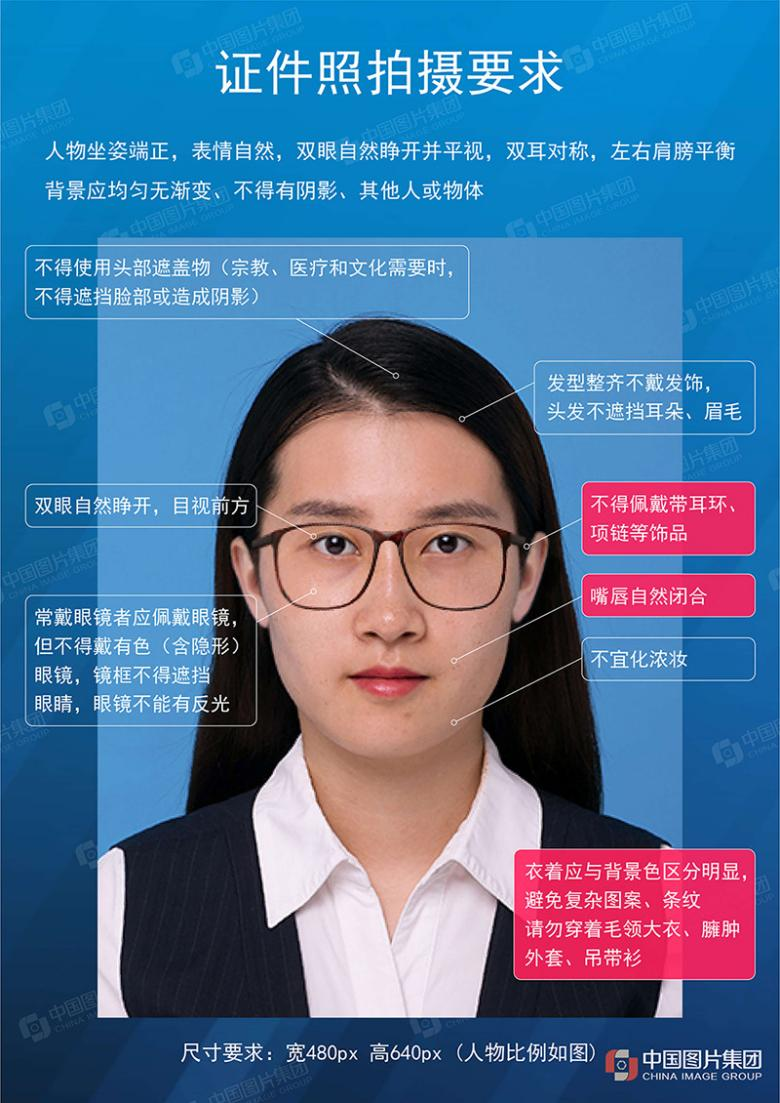 证件照拍摄要求
人物坐姿端正，表情自然，双眼自然睁开并平视，双耳对称，左右肩膀平衡
背景应均匀无渐变、不得有阴影、其他人或物体
不得使用头部遮盖物（宗教、医疗和文化需要时，
不得遮挡脸部或造成阴影）
发型整齐不戴发饰，
头发不遮挡耳朵、眉毛
双眼自然睁开，目视前方
不得佩戴带耳环、
项链等饰品
嘴唇自然闭合
常戴眼镜者应佩戴眼镜，
但不得戴有色（含隐形）
眼镜，镜框不得遮挡
眼睛，眼镜不能有反光
不宜化浓妆
衣着应与背景色区分明显，
避免复杂图案、条纹
请勿穿着毛领大衣、臃肿
外套、吊带衫
尺寸要求：宽480px 高640px（人物比例如图）
中国图片集团
CHINA IMAGE GROUP